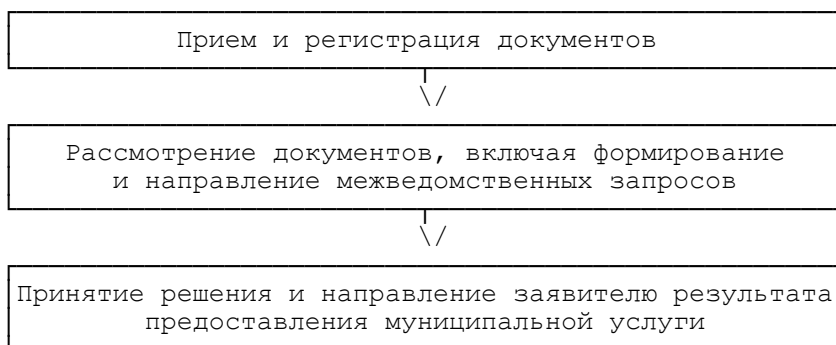 Прием и регистрация документов
\/
Рассмотрение документов, включая формирование
и направление межведомственных запросов
\/
Принятие решения и направление заявителю результата
предоставления муниципальной услуги